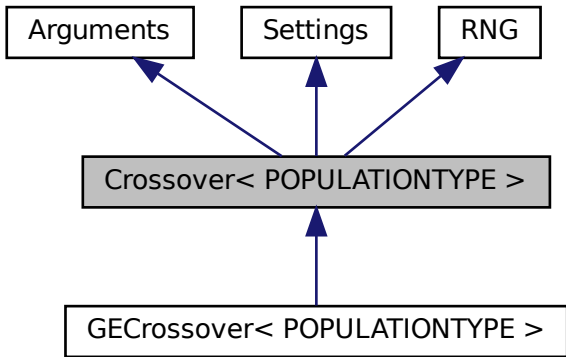 Arguments
Settings
RNG
Crossover< POPULATIONTYPE >
GECrossover< POPULATIONTYPE >